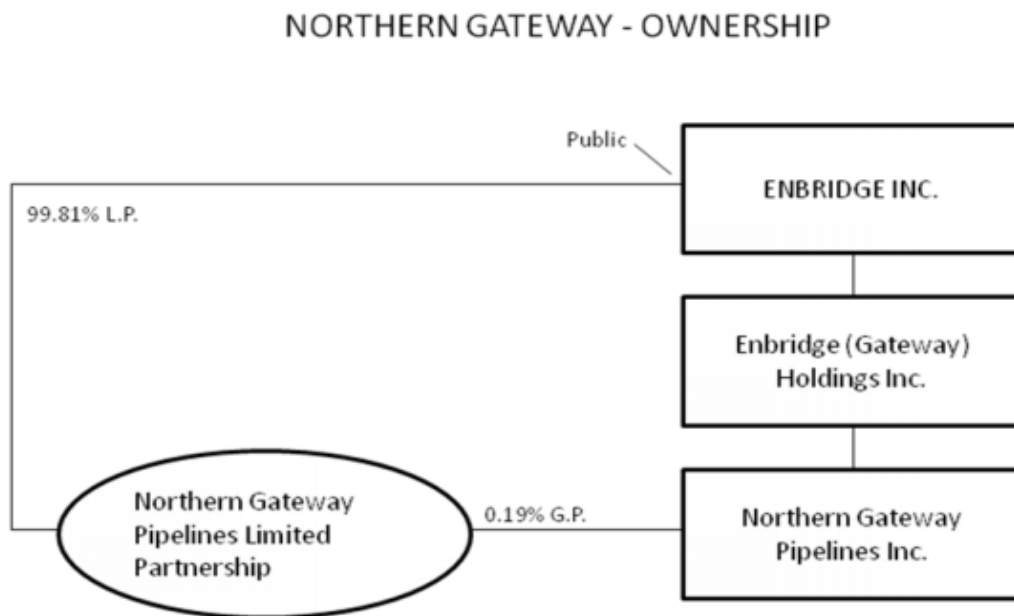 NORTHERN GATEWAY - OWNERSHIP
Public
ENBRIDGE INC.
99.81% L.P.
Enbridge (Gateway)
Holdings Inc.
Northern Gateway
Pipelines Limited
Partnership
0.19% G.P.
Northern Gateway
Pipelines Inc.